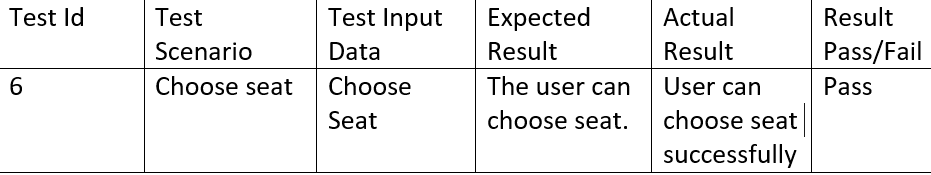 Test Id
Test
Scenario
Test Input
Data
Expected
Result
Actual
Result
Result
Pass/Fail
6
Choose seat
Choose
Seat
The user can
choose seat.
User can
choose seat
successfully
Pass